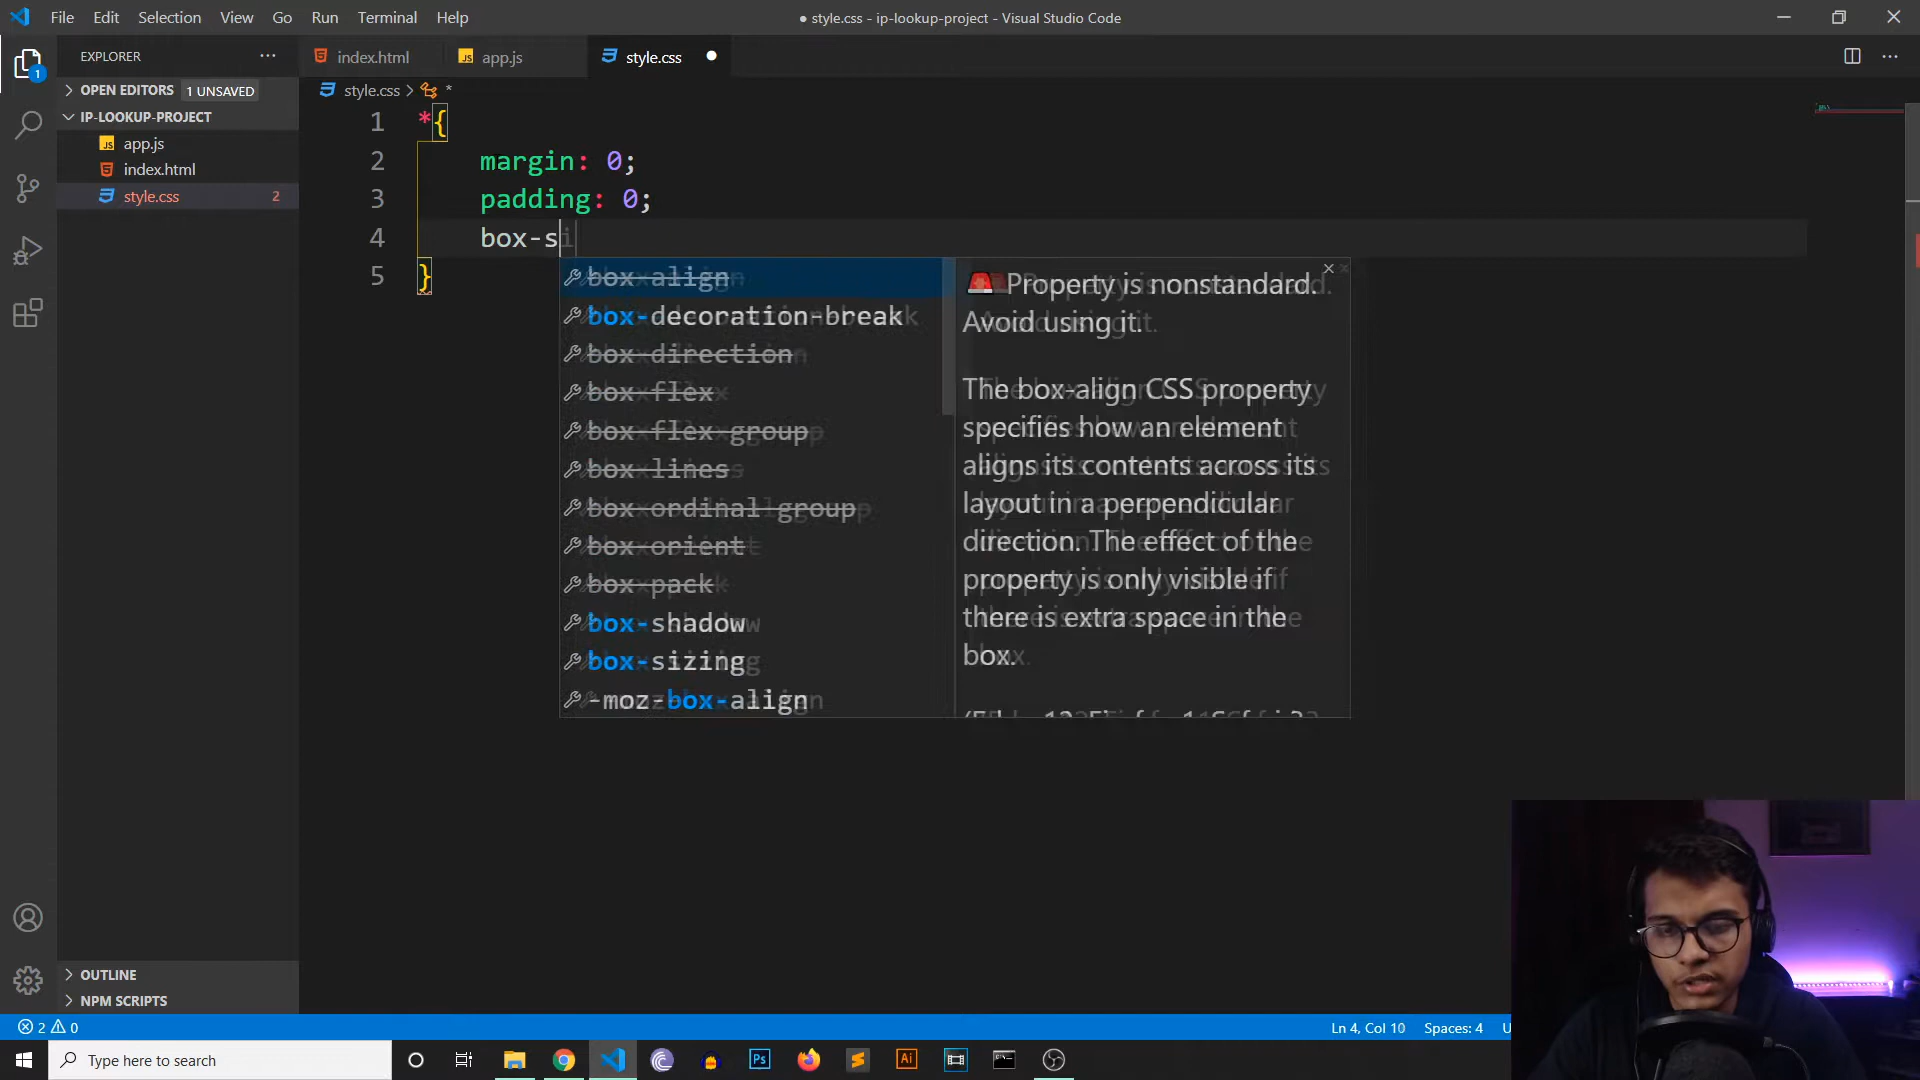 File Edit Selection View Go Run Terminal Help
● style.css - ip-lookup-project - Visual Studio Code
EXPLORER
index.html
app.js
style.css
OPEN EDITORS 1 UNSAVED
IP-LOOKUP-PROJECT
app.js
index.html
style.css 2
style.css > *
1 *{
2 margin: 0;
3 padding: 0;
4 box-si
5 }
box-align
box-decoration-break
box-direction
box-flex
box-flex-group
box-lines
box-ordinal-group
box-orient
box-pack
box-shadow
box-sizing
-moz-box-align
🚨 Property is nonstandard.
Avoid using it.
The box-align CSS property
specifies how an element
aligns its contents across its
layout in a perpendicular
direction. The effect of the
property is only visible if
there is extra space in the
box.
OUTLINE
NPM SCRIPTS
2 0
Ln 4, Col 10
Spaces: 4
Type here to search
Ps
Ai